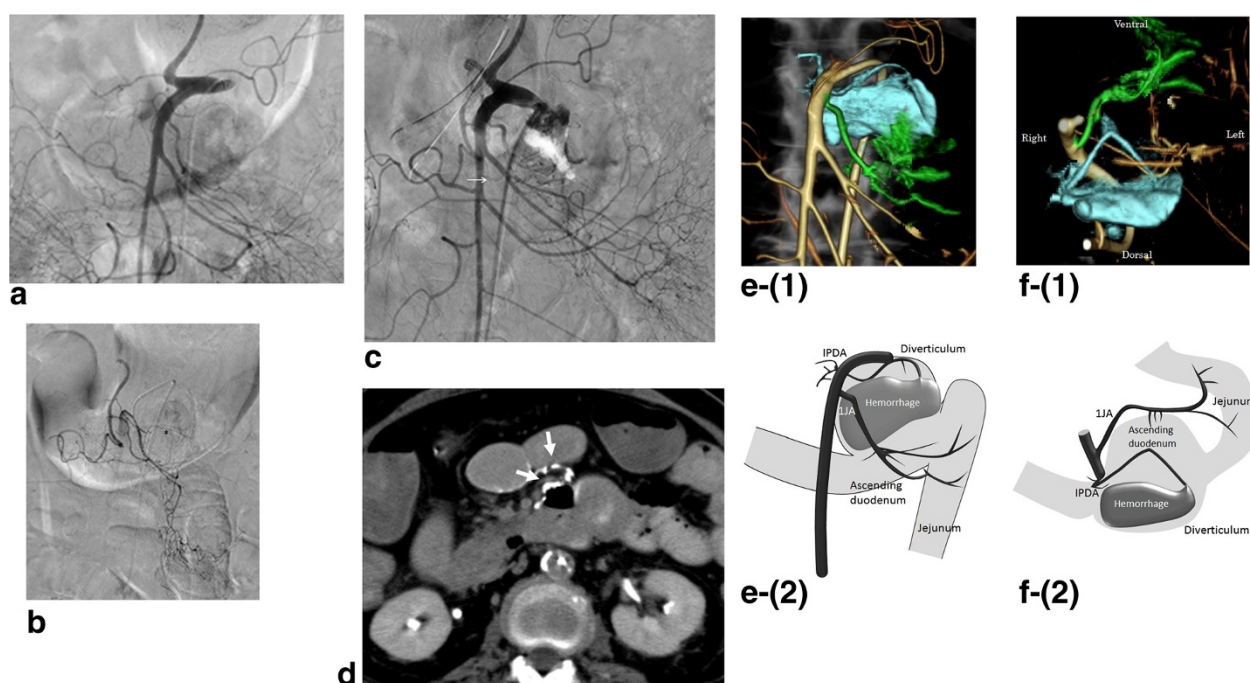 a
b
c
d
Ventral
Right
Left
Dorsal
e-(1)
f-(1)
IPDA
Diverticulum
Hemorrhage
1JA
Ascending
duodenum
Jejunum
e-(2)
Jejunum
1JA
Ascending
duodenum
IPDA
Hemorrhage
Diverticulum
f-(2)